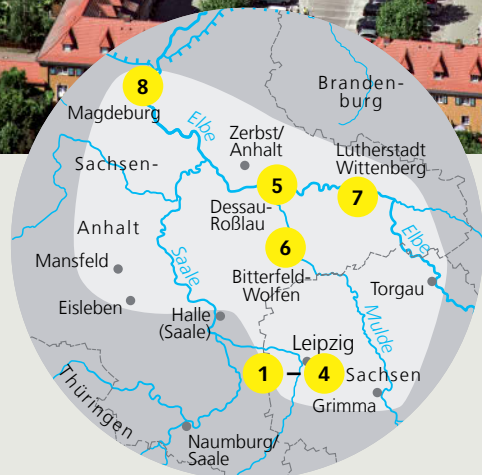 8
Magdeburg
Branden-
burg
Elbe
Zerbst/
Anhalt
Lutherstadt
Wittenberg
Sachsen-
5
7
Dessau-
Roßlau
Anhalt
6
Elbe
Saale
Mansfeld
Bitterfeld-
Wolfen
Torgau
Eisleben
Halle
(Saale)
Mulde
Leipzig
1 – 4
Sachsen
Grimma
Thüringen
Naumburg/
Saale